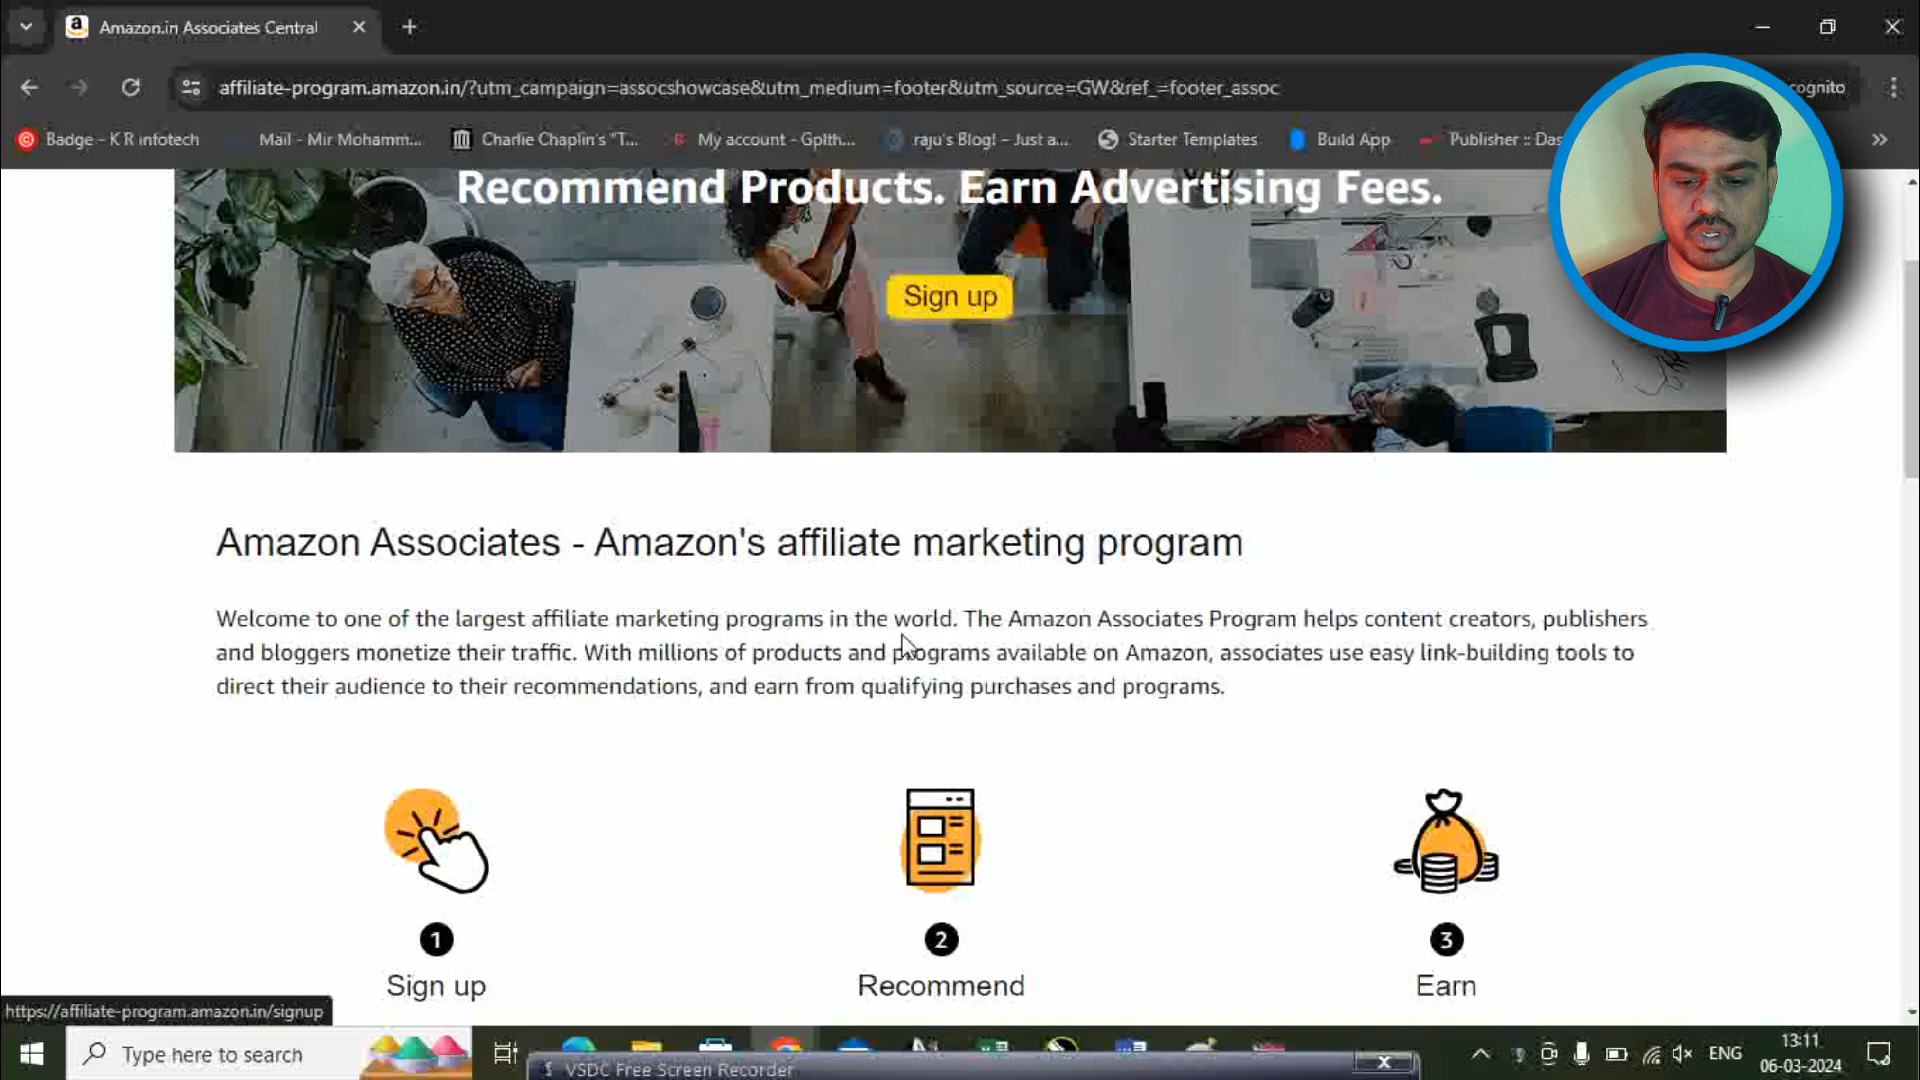 Amazon.in Associates Central
affiliate-program.amazon.in/?utm_campaign=assocshowcase&utm_medium=footer&utm_source=GW&ref_=footer_assoc
cognito
Badge - K R infotech
Mail - Mir Mohamm...
Charlie Chaplin's "T...
My account - Gplth...
raju's Blog! – Just a...
Starter Templates
Build App
Publisher :: Das
Recommend Products. Earn Advertising Fees.
Sign up
Amazon Associates - Amazon's affiliate marketing program
Welcome to one of the largest affiliate marketing programs in the world. The Amazon Associates Program helps content creators, publishers
and bloggers monetize their traffic. With millions of products and programs available on Amazon, associates use easy link-building tools to
direct their audience to their recommendations, and earn from qualifying purchases and programs.
1
2
3
Sign up
Recommend
Earn
https://affiliate-program.amazon.in/signup
Type here to search
VSDC Free Screen Recorder
ENG
13:11
06-03-2024